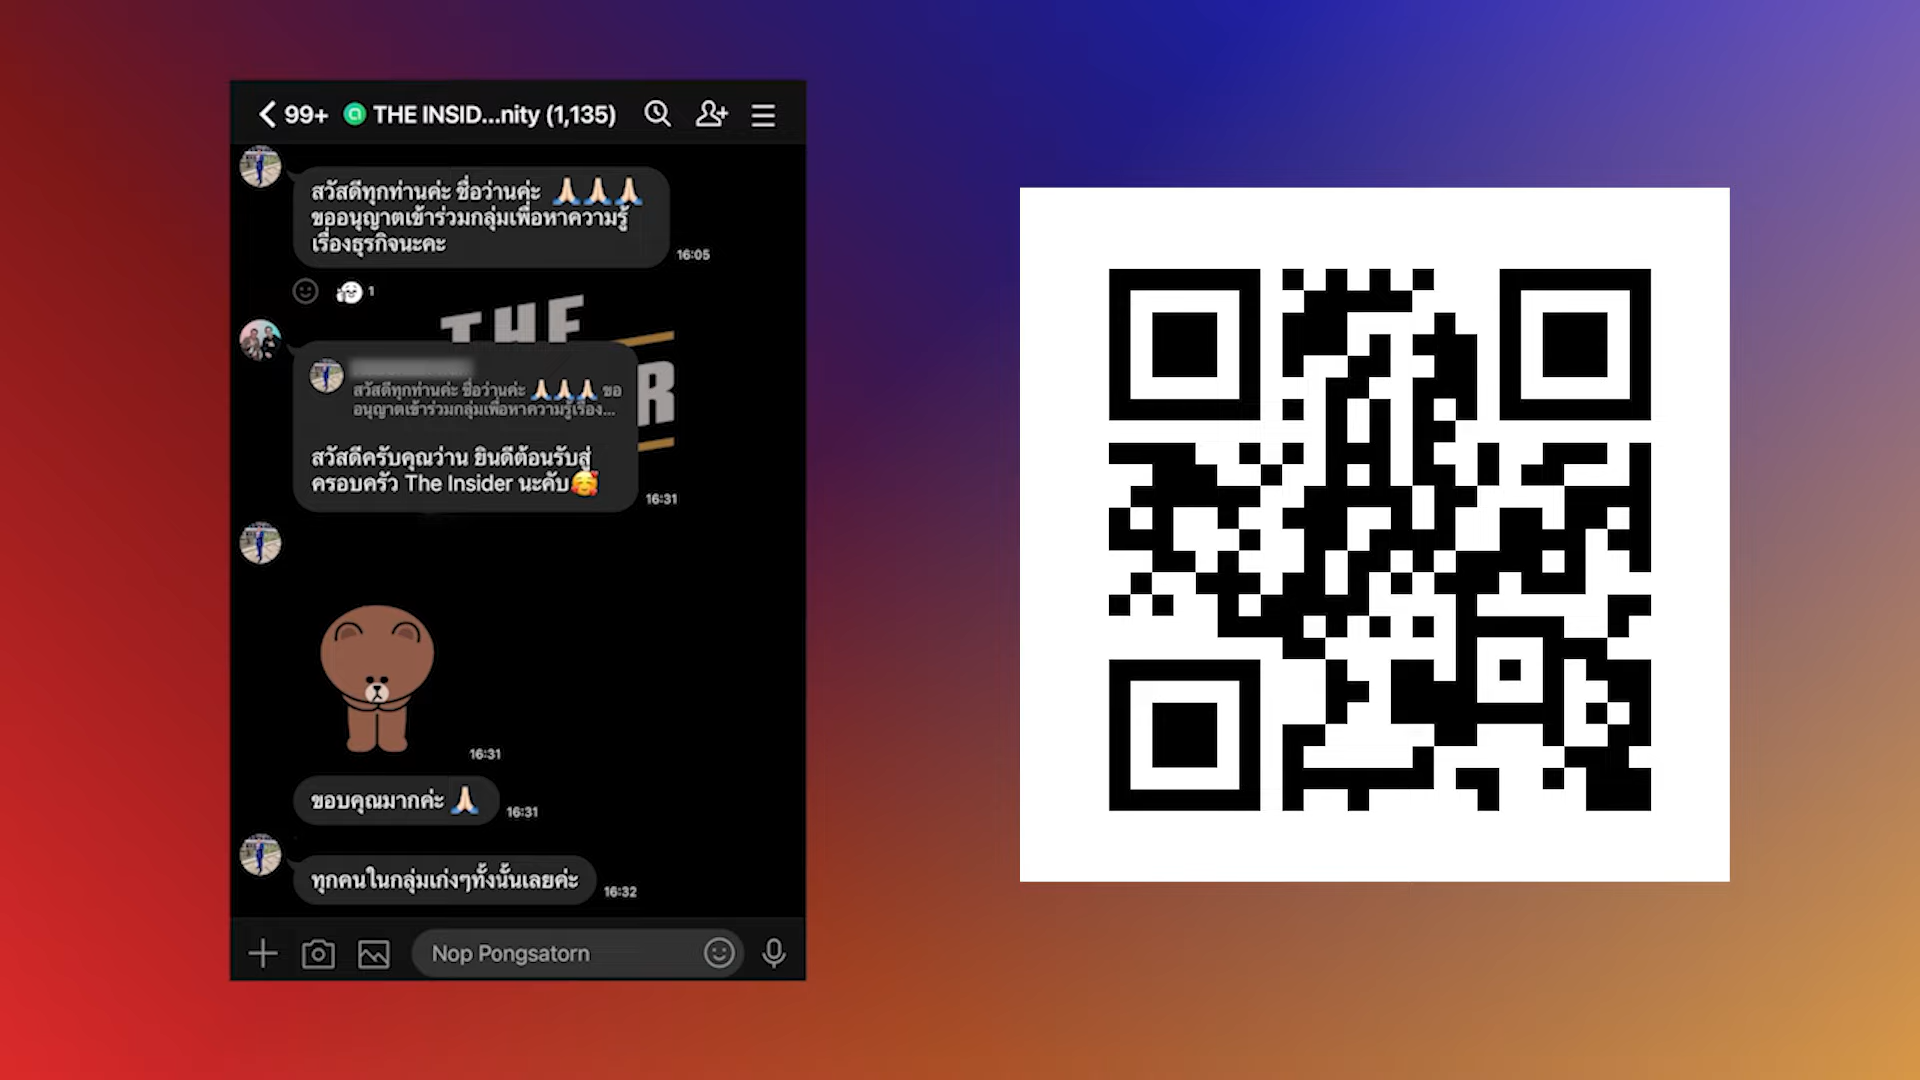 99+ THE INSID...nity (1,135)
สวัสดีทุกท่านค่ะ ชื่อว่านค่ะ 🙏🏻🙏🏻🙏🏻
ขออนุญาตเข้าร่วมกลุ่มเพื่อหาความรู้
เรื่องธุรกิจนะคะ
16:05
1
THE
R
สวัสดีทุกท่านค่ะ ชื่อว่านค่ะ 🙏🏻🙏🏻🙏🏻 ขอ
อนุญาตเข้าร่วมกลุ่มเพื่อหาความรู้เรื่อง...
สวัสดีครับคุณว่าน ยินดีต้อนรับสู่
ครอบครัว The Insider นะคับ🥰
16:31
16:31
ขอบคุณมากค่ะ 🙏🏻
16:31
ทุกคนในกลุ่มเก่งๆทั้งนั้นเลยค่ะ
16:32
Nop Pongsatorn